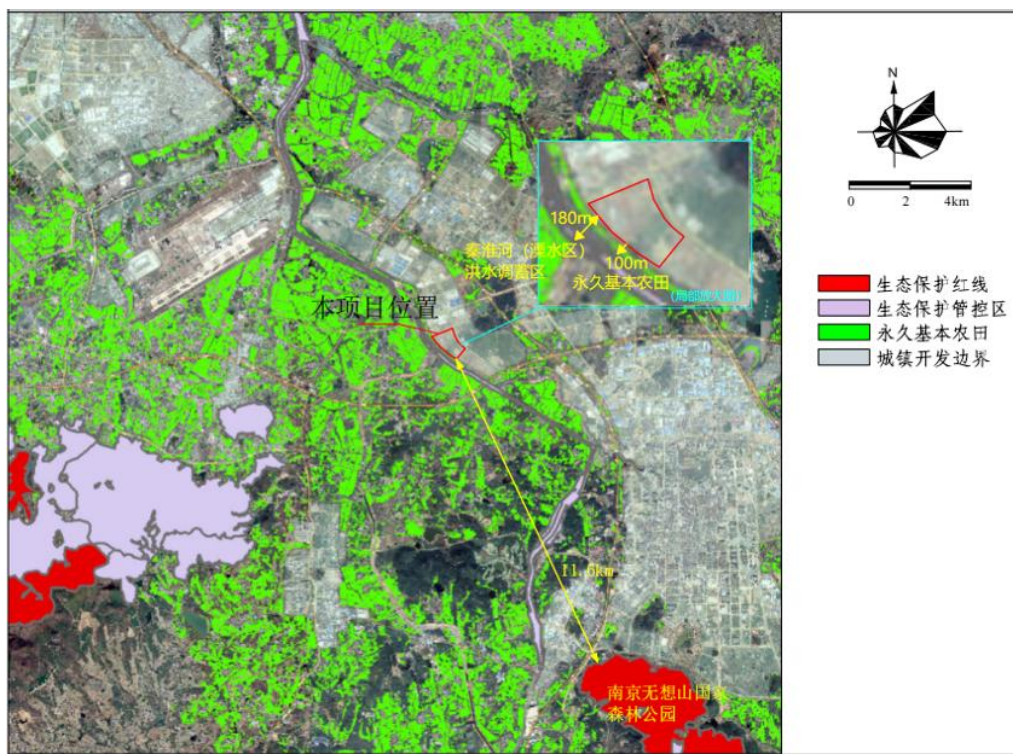 180m
秦淮河（溧水区）
洪水调蓄区
100m
永久基本农田
（局部放大图）
本项目位置
11.5km
南京无想山国家
森林公园
N
0 2 4km
生态保护红线
生态保护管控区
永久基本农田
城镇开发边界